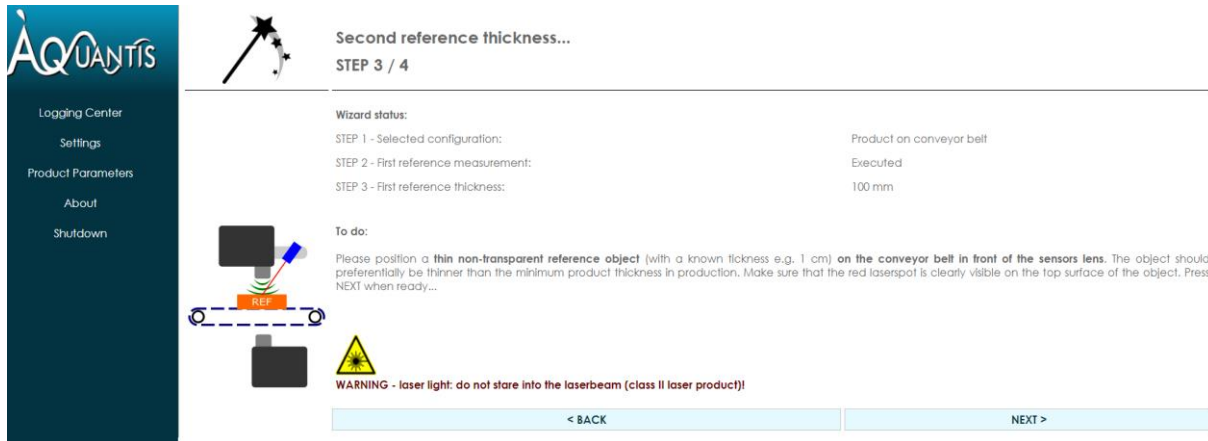 ÀQUANTIS
Logging Center
Settings
Product Parameters
About
Shutdown
Second reference thickness...
STEP 3 / 4
Wizard status:
STEP 1 - Selected configuration: Product on conveyor belt
STEP 2 - First reference measurement: Executed
STEP 3 - First reference thickness: 100 mm
To do:
Please position a thin non-transparent reference object (with a known tickness e.g. 1 cm) on the conveyor belt in front of the sensors lens. The object should
preferentially be thinner than the minimum product thickness in production. Make sure that the red laserspot is clearly visible on the top surface of the object. Press
NEXT when ready...
REF
WARNING - laser light: do not stare into the laserbeam (class II laser product)!
< BACK
NEXT >